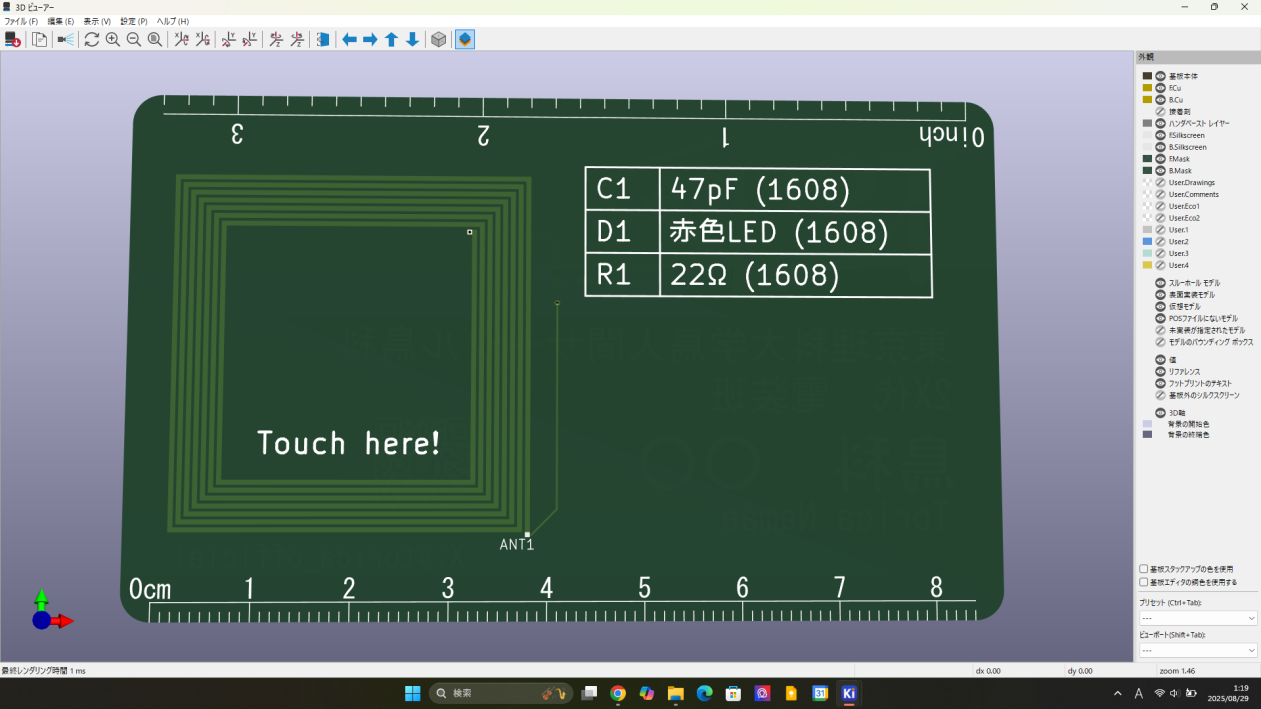 3D ビューアー
ファイル (F) 編集 (E) 表示 (V) 設定 (P) ヘルプ (H)
0inch 1 2 3
C1 47pF (1608)
D1 赤色LED (1608)
R1 22Ω (1608)
Touch here!
ANT1
0cm 1 2 3 4 5 6 7 8
外観
基板本体
F.Cu
B.Cu
接着剤
ハンダペースト レイヤー
F.Silkscreen
B.Silkscreen
F.Mask
B.Mask
User.Drawings
User.Comments
User.Eco1
User.Eco2
User.1
User.2
User.3
User.4
スルーホール モデル
表面実装モデル
仮想モデル
POSファイルにないモデル
未実装が指定されたモデル
モデルのバウンディング ボックス
値
リファレンス
フットプリントのテキスト
基板外のシルクスクリーン
3D軸
背景の開始色
背景の終端色
基板スタックアップの色を使用
基板エディタの銅色を使用する
プリセット (Ctrl+Tab):
---
ビューポート(Shift+Tab):
---
最終レンダリング時間 1 ms
dx 0.00
dy 0.00
zoom 1.46
検索
31
Ki
A
1:19
2025/08/29